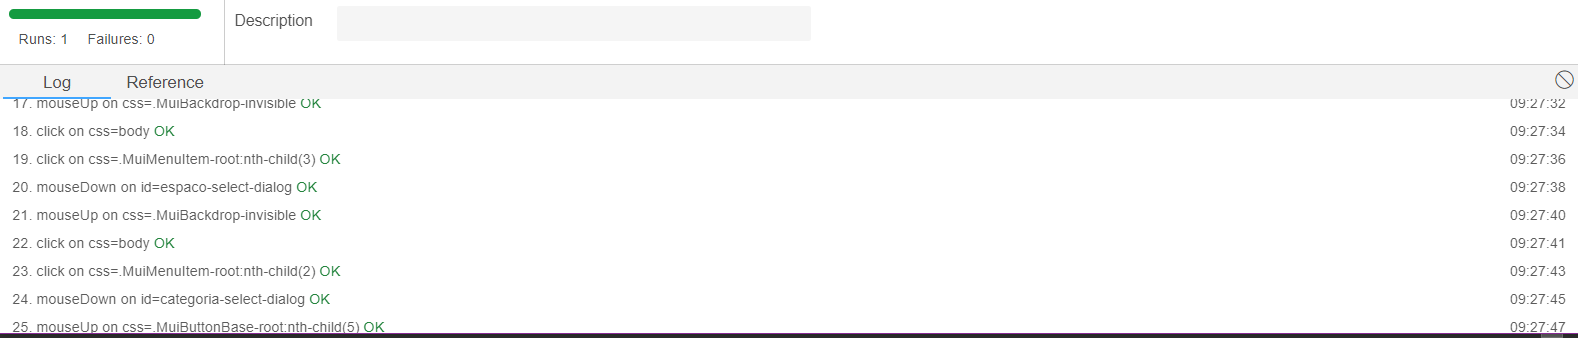 Runs: 1 Failures: 0
Description
Log Reference
17. mouseUp on css=.MuiBackdrop-invisible OK 09:27:32
18. click on css=body OK 09:27:34
19. click on css=.MuiMenuItem-root:nth-child(3) OK 09:27:36
20. mouseDown on id=espaco-select-dialog OK 09:27:38
21. mouseUp on css=.MuiBackdrop-invisible OK 09:27:40
22. click on css=body OK 09:27:41
23. click on css=.MuiMenuItem-root:nth-child(2) OK 09:27:43
24. mouseDown on id=categoria-select-dialog OK 09:27:45
25. mouseUp on css=.MuiButtonBase-root:nth-child(5) OK 09:27:47